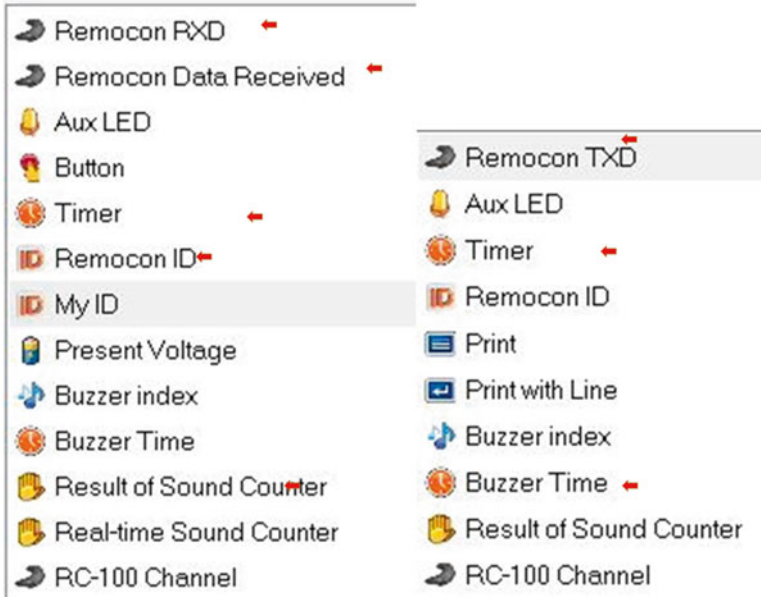 Remocon RXD
Remocon Data Received
Aux LED
Button
Timer
Remocon ID
My ID
Present Voltage
Buzzer index
Buzzer Time
Result of Sound Counter
Real-time Sound Counter
RC-100 Channel
Remocon TXD
Aux LED
Timer
Remocon ID
Print
Print with Line
Buzzer index
Buzzer Time
Result of Sound Counter
RC-100 Channel